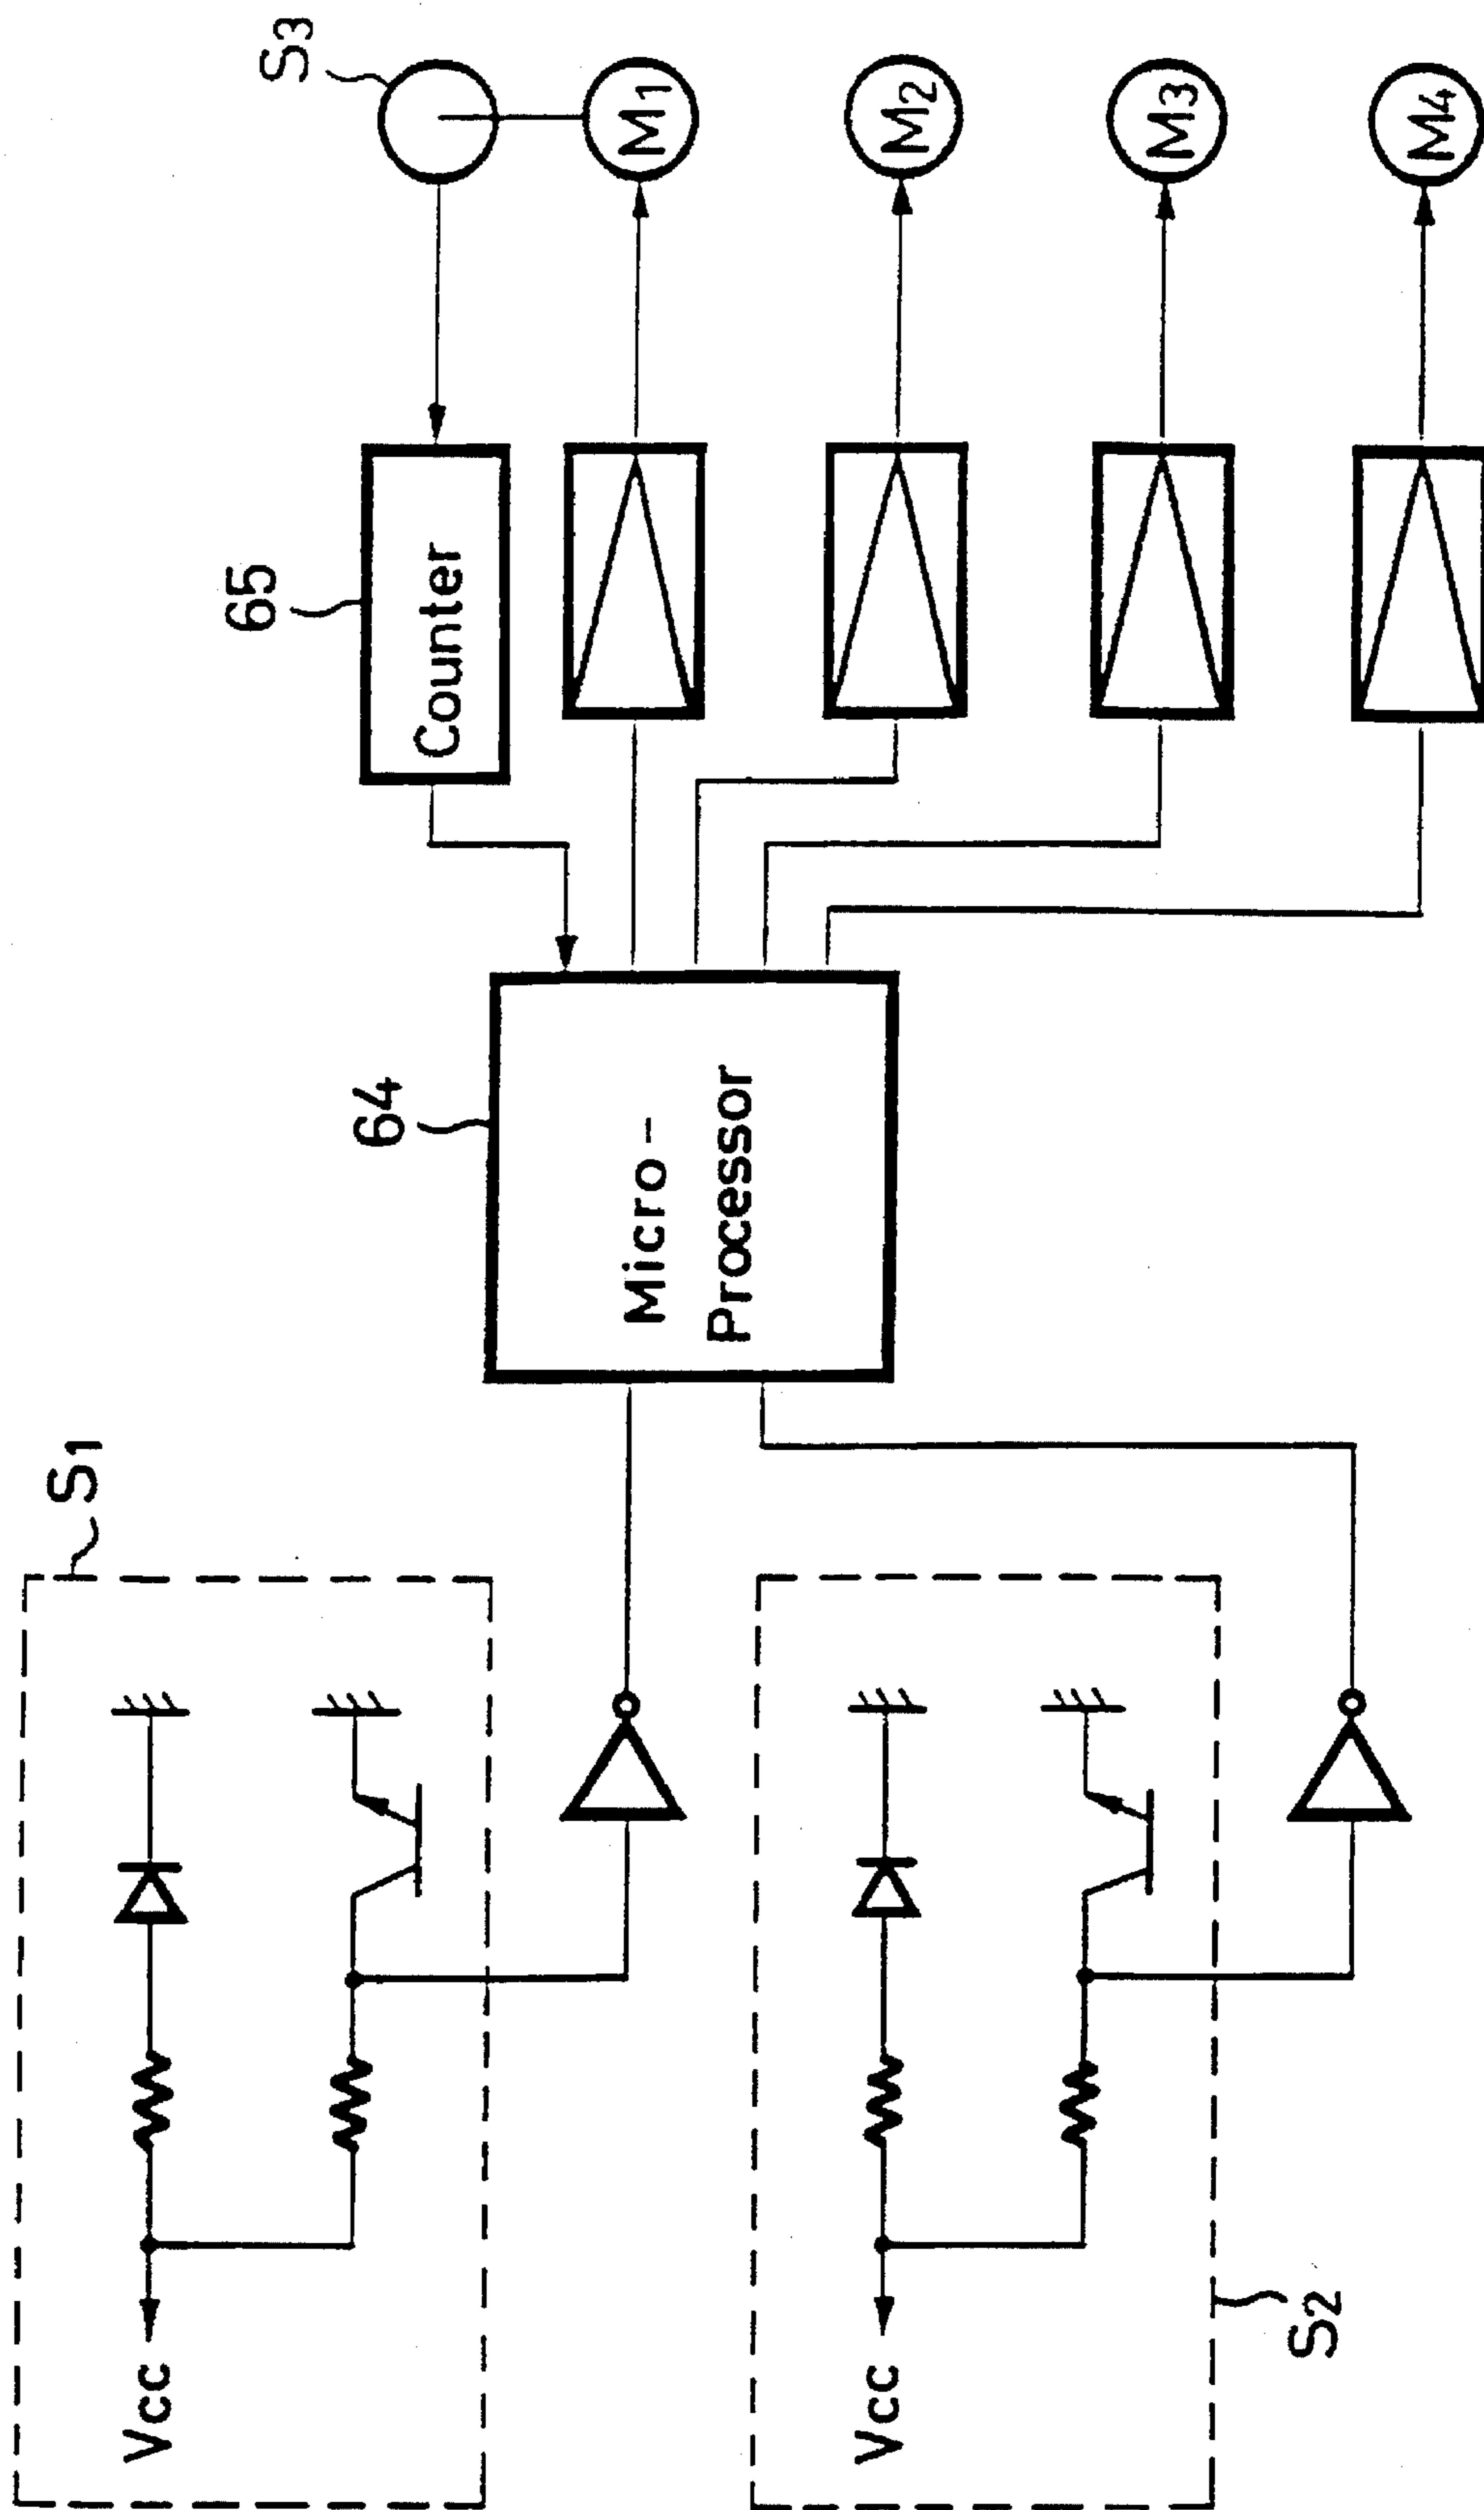 S1
Vcc
64
Micro-
Processor
65
Counter
S3
M1
M2
M3
M4
Vcc
S2